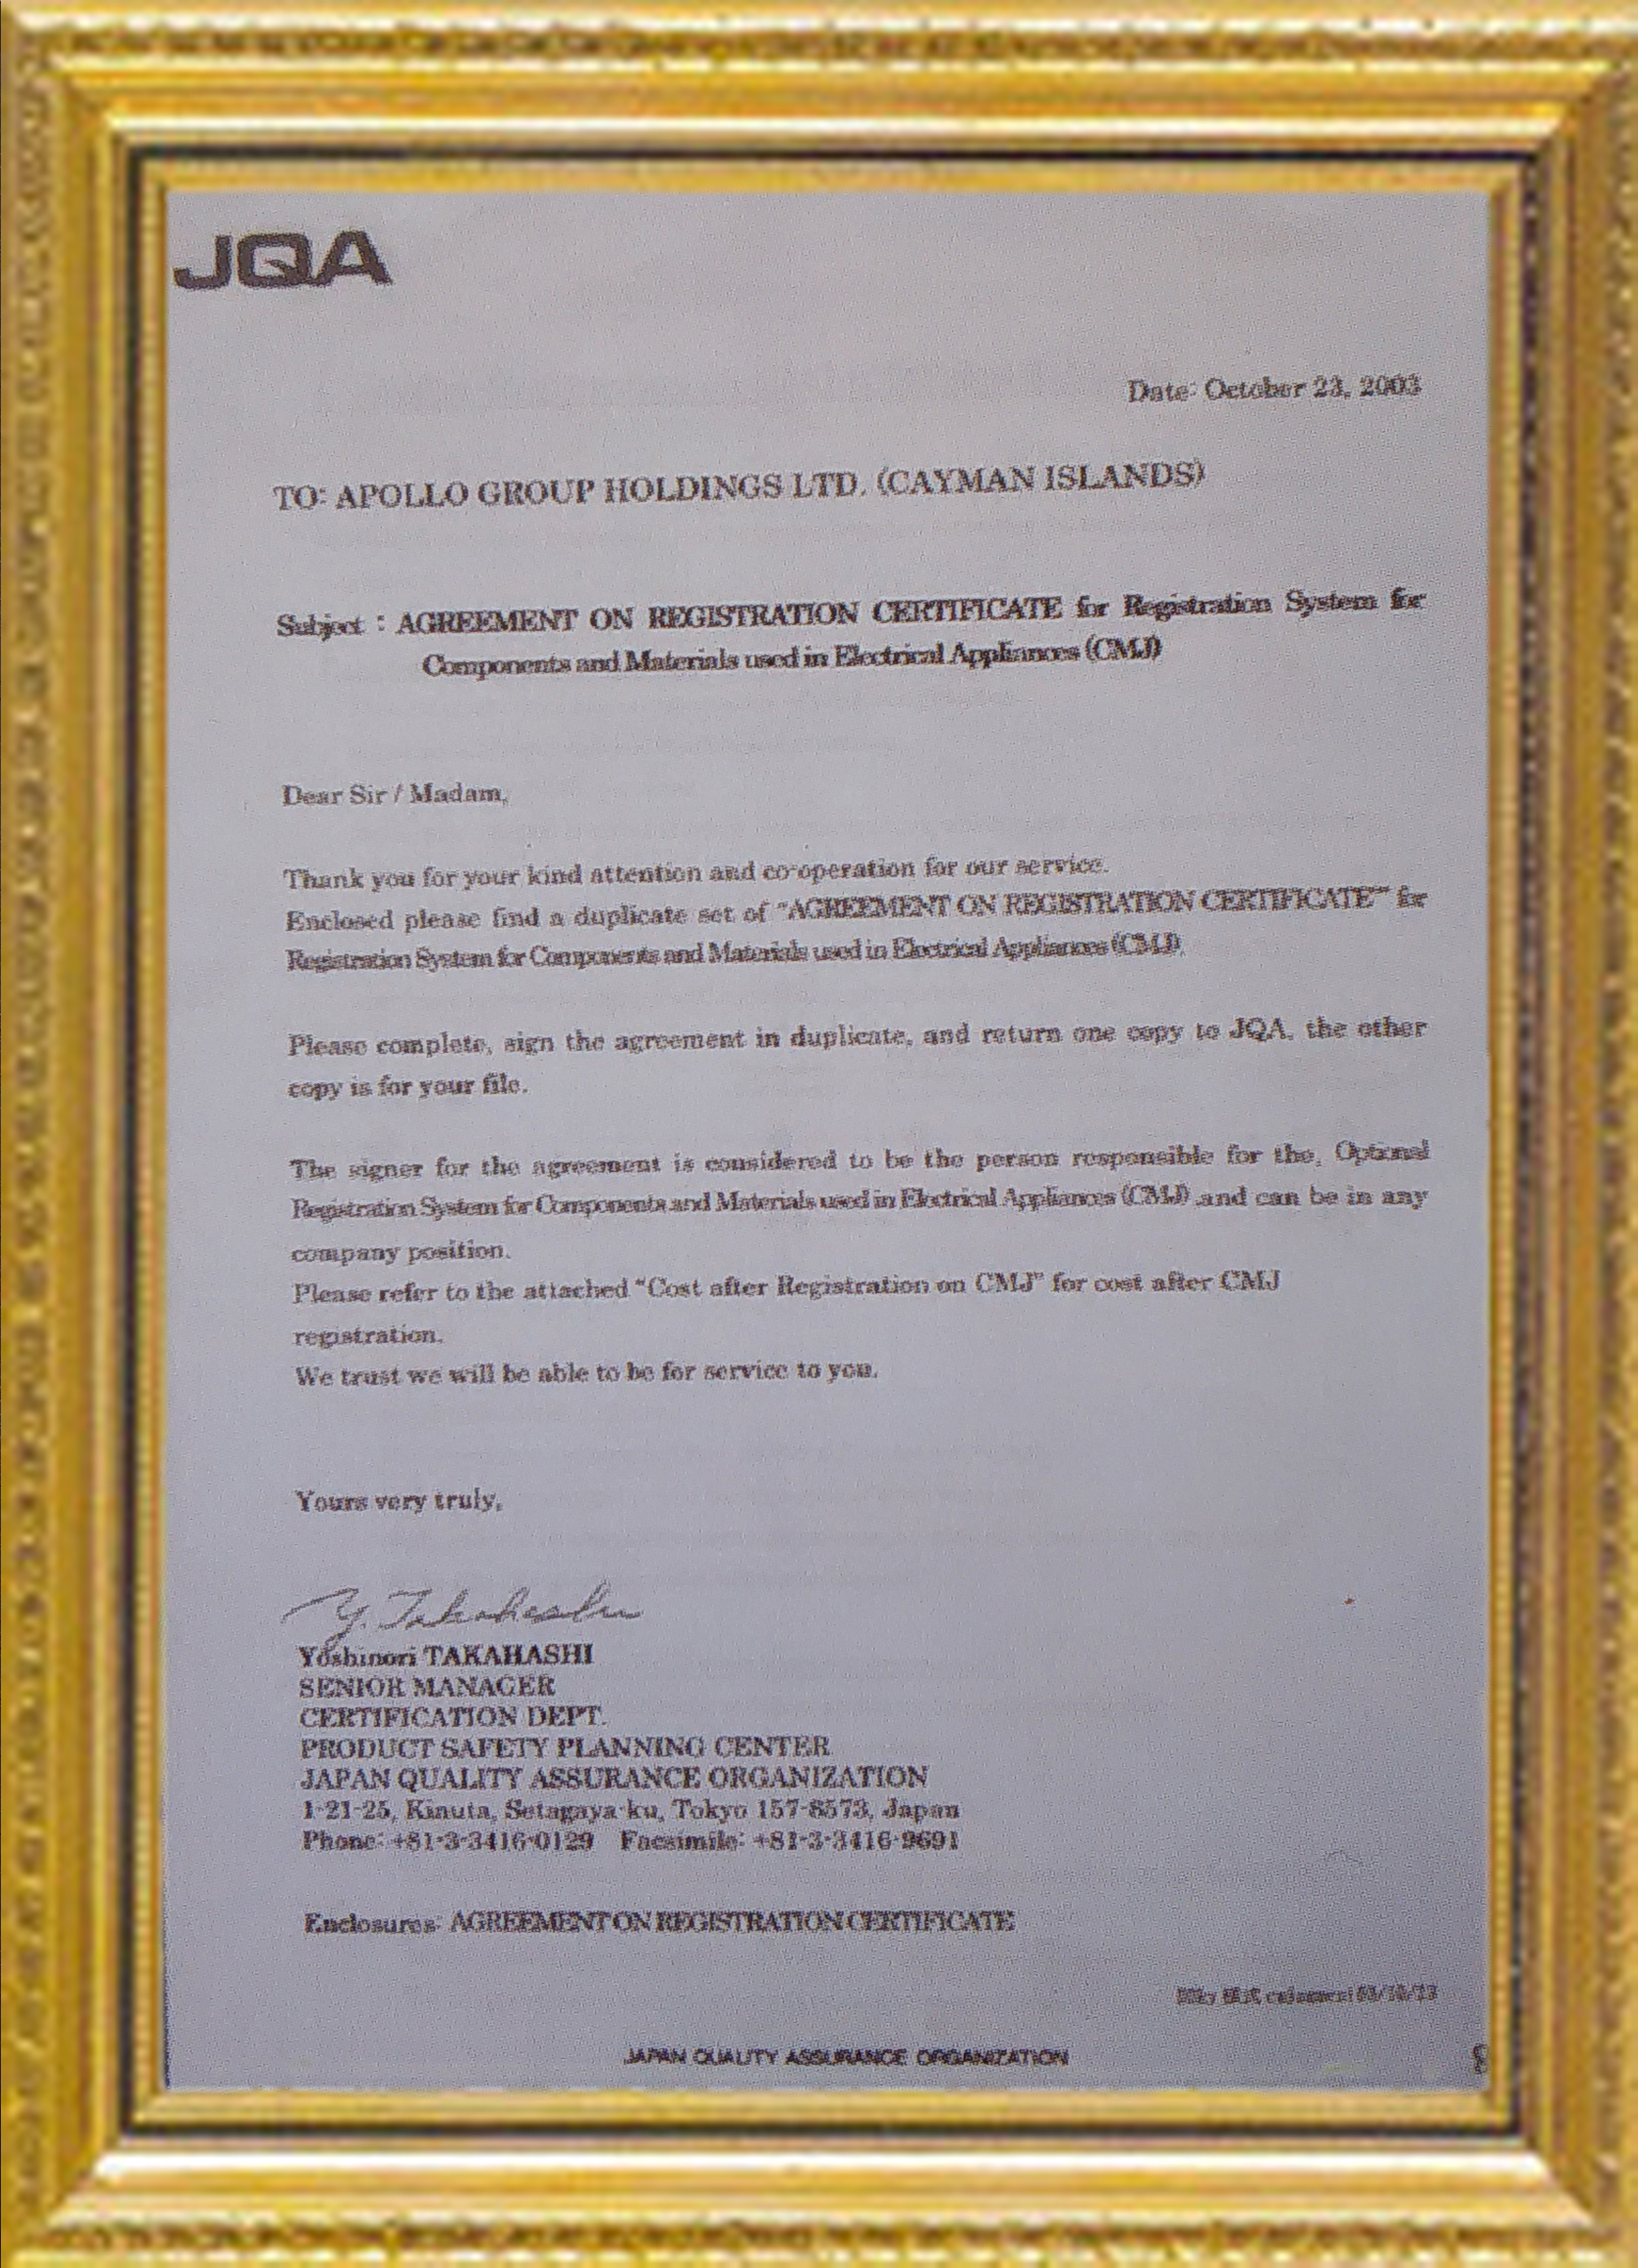 JQA
Date: October 23, 2003
TO: APOLLO GROUP HOLDINGS LTD. (CAYMAN ISLANDS)
Subject : AGREEMENT ON REGISTRATION CERTIFICATE for Registration System for
Components and Materials used in Electrical Appliances (CMJ)
Dear Sir / Madam,
Thank you for your kind attention and co-operation for our service.
Enclosed please find a duplicate set of "AGREEMENT ON REGISTRATION CERTIFICATE" for
Registration System for Components and Materials used in Electrical Appliances (CMJ).
Please complete, sign the agreement in duplicate, and return one copy to JQA, the other
copy is for your file.
The signer for the agreement is considered to be the person responsible for the, Optional
Registration System for Components and Materials used in Electrical Appliances (CMJ) and can be in any
company position.
Please refer to the attached "Cost after Registration on CMJ" for cost after CMJ
registration.
We trust we will be able to be for service to you.
Yours very truly,
Y. Takahashi
Yoshinori TAKAHASHI
SENIOR MANAGER
CERTIFICATION DEPT.
PRODUCT SAFETY PLANNING CENTER
JAPAN QUALITY ASSURANCE ORGANIZATION
1-21-25, Kinuta, Setagaya-ku, Tokyo 157-8573, Japan
Phone: +81-3-3416-0129 Facsimile: +81-3-3416-9691
Enclosures: AGREEMENT ON REGISTRATION CERTIFICATE
03/10/23
JAPAN QUALITY ASSURANCE ORGANIZATION